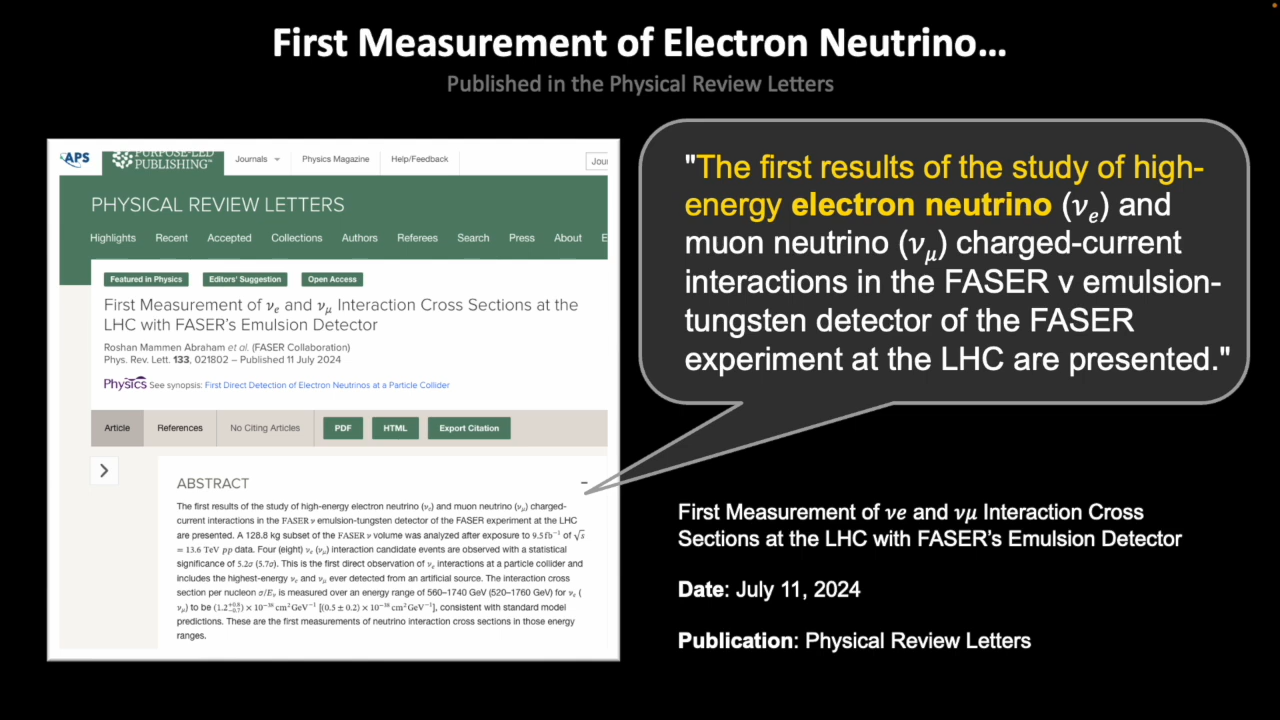 First Measurement of Electron Neutrino…
Published in the Physical Review Letters
APS
PURPOSE-LED
PUBLISHING™
Journals
Physics Magazine
Help/Feedback
Jou
PHYSICAL REVIEW LETTERS
Highlights Recent Accepted Collections Authors Referees Search Press About E
Featured in Physics Editors' Suggestion Open Access
First Measurement of νe and νμ Interaction Cross Sections at the
LHC with FASER's Emulsion Detector
Roshan Mammen Abraham et al. (FASER Collaboration)
Phys. Rev. Lett. 133, 021802 – Published 11 July 2024
Physics See synopsis: First Direct Detection of Electron Neutrinos at a Particle Collider
Article References No Citing Articles PDF HTML Export Citation
ABSTRACT
The first results of the study of high-energy electron neutrino (νe) and muon neutrino (νμ) charged-
current interactions in the FASER ν emulsion-tungsten detector of the FASER experiment at the LHC
are presented. A 128.8 kg subset of the FASER ν volume was analyzed after exposure to 9.5 fb⁻¹ of √s
= 13.6 TeV pp data. Four (eight) νe (νμ) interaction candidate events are observed with a statistical
significance of 5.2σ (5.7σ). This is the first direct observation of νe interactions at a particle collider and
includes the highest-energy νe and νμ ever detected from an artificial source. The interaction cross
section per nucleon σ/Eν is measured over an energy range of 560–1740 GeV (520–1760 GeV) for νe (
νμ) to be (1.2+0.8−0.7) × 10⁻³⁸ cm² GeV⁻¹ [(0.5 ± 0.2) × 10⁻³⁸ cm² GeV⁻¹], consistent with standard model
predictions. These are the first measurements of neutrino interaction cross sections in those energy
ranges.
"The first results of the study of high-
energy electron neutrino (νe) and
muon neutrino (νμ) charged-current
interactions in the FASER v emulsion-
tungsten detector of the FASER
experiment at the LHC are presented."
First Measurement of νe and νμ Interaction Cross
Sections at the LHC with FASER's Emulsion Detector
Date: July 11, 2024
Publication: Physical Review Letters